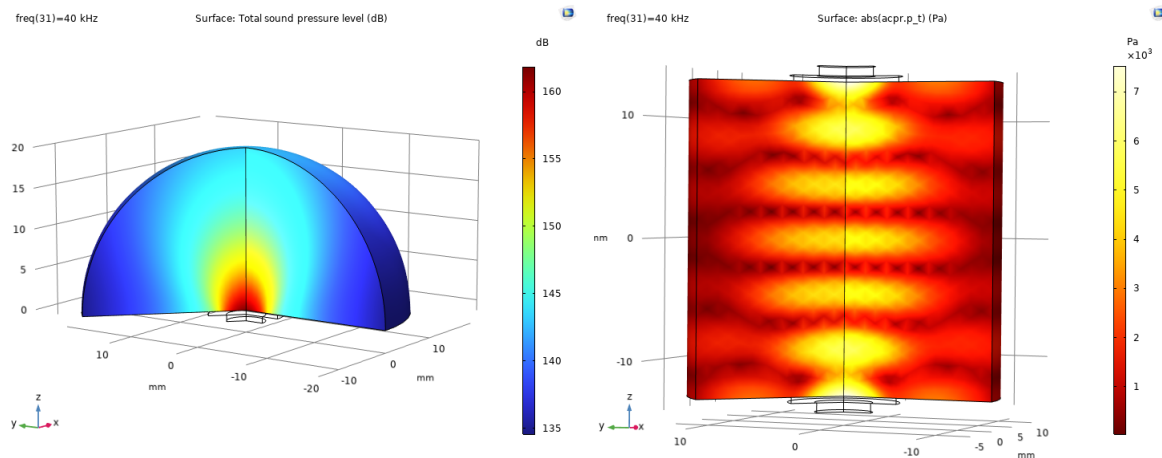 freq(31)=40 kHz
Surface: Total sound pressure level (dB)
dB
160
155
150
145
140
135
20
15
10
5
0
10
0
mm
-10
-20
-10
0
10
mm
z
y
x
freq(31)=40 kHz
Surface: abs(acpr.p_t) (Pa)
Pa
×10³
7
6
5
4
3
2
1
10
nm
0
-10
10
0
-10
-5
0
5
10
mm
z
y
x